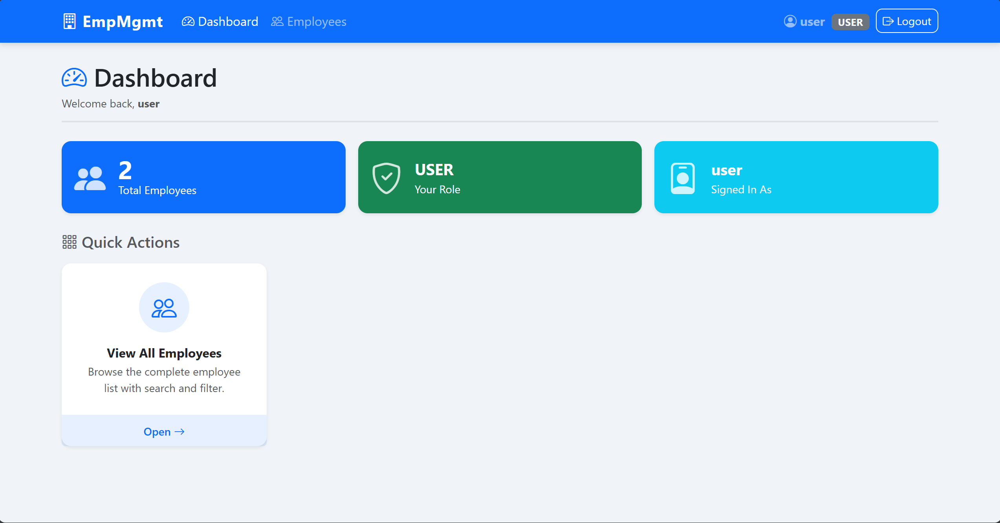 EmpMgmt Dashboard Employees user USER Logout
Dashboard
Welcome back, user
2
Total Employees
USER
Your Role
user
Signed In As
Quick Actions
View All Employees
Browse the complete employee
list with search and filter.
Open